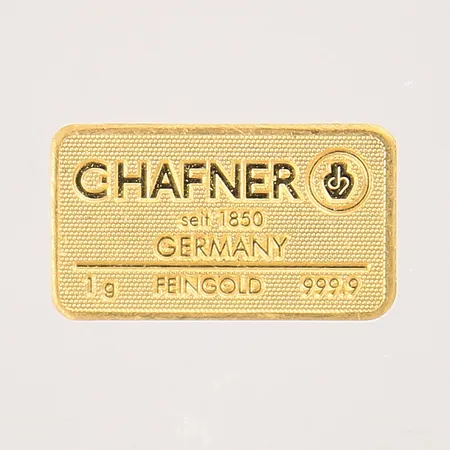 C·HAFNER
seit 1850
GERMANY
1 g FEINGOLD 999.9